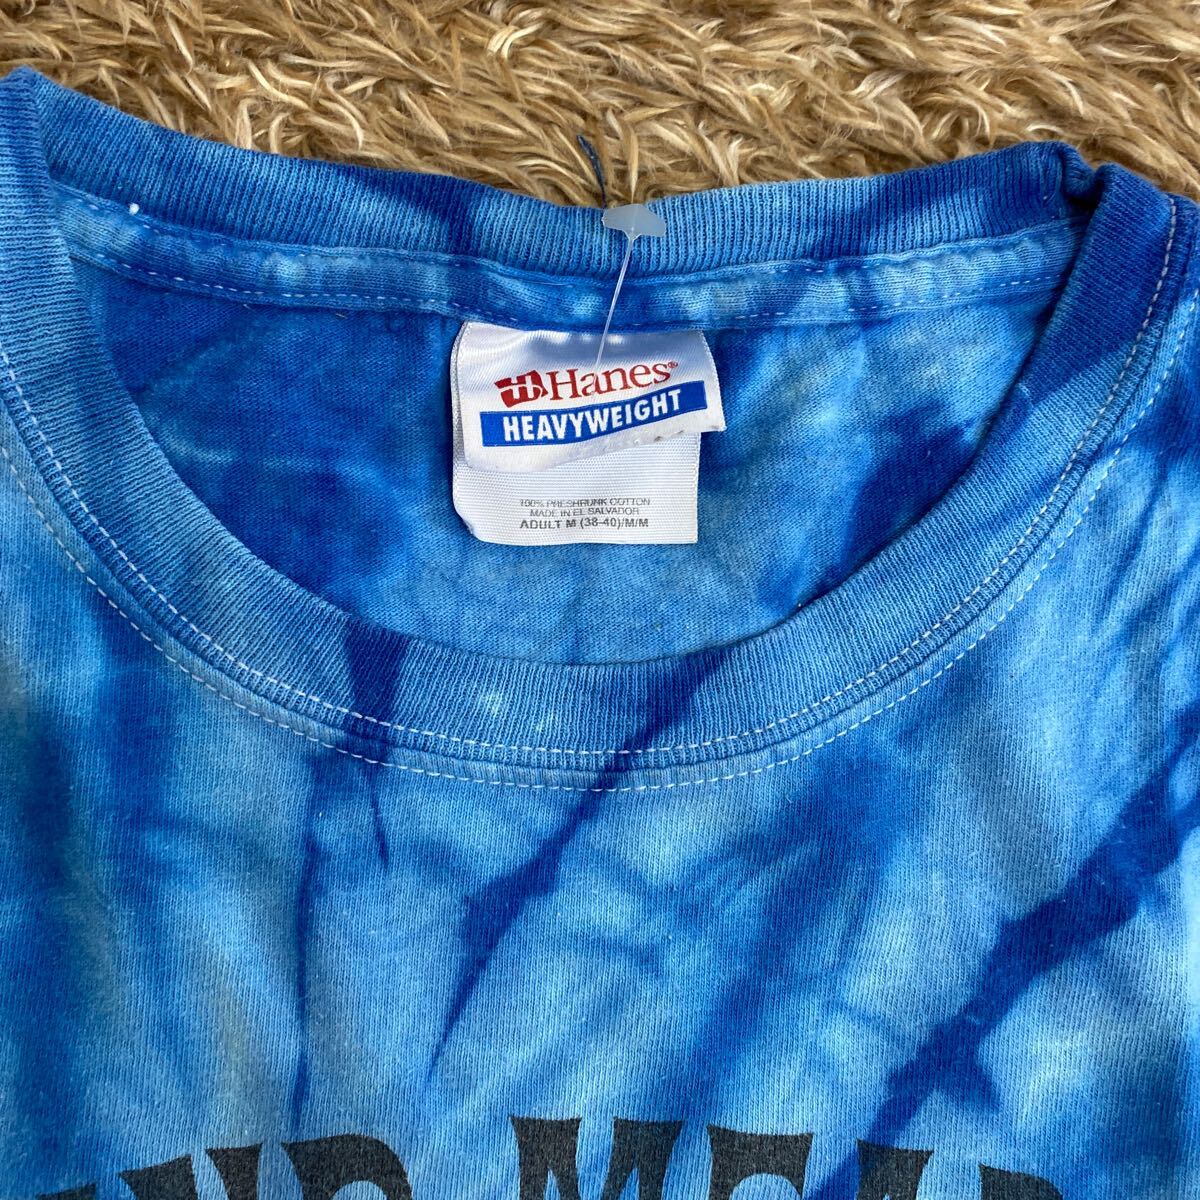 Hanes®
HEAVYWEIGHT
100% PRESHRUNK COTTON
MADE IN EL SALVADOR
ADULT M (38-40)/M/M